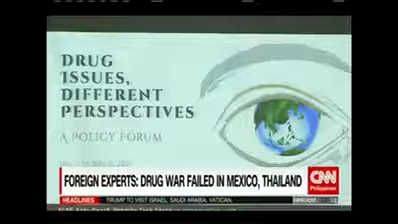 DRUG
ISSUES,
DIFFERENT
PERSPECTIVES
A POLICY FORUM
FOREIGN EXPERTS: DRUG WAR FAILED IN MEXICO, THAILAND
CNN
Philippines
HEADLINES
TRUMP TO VISIT ISRAEL, SAUDI ARABIA, VATICAN.